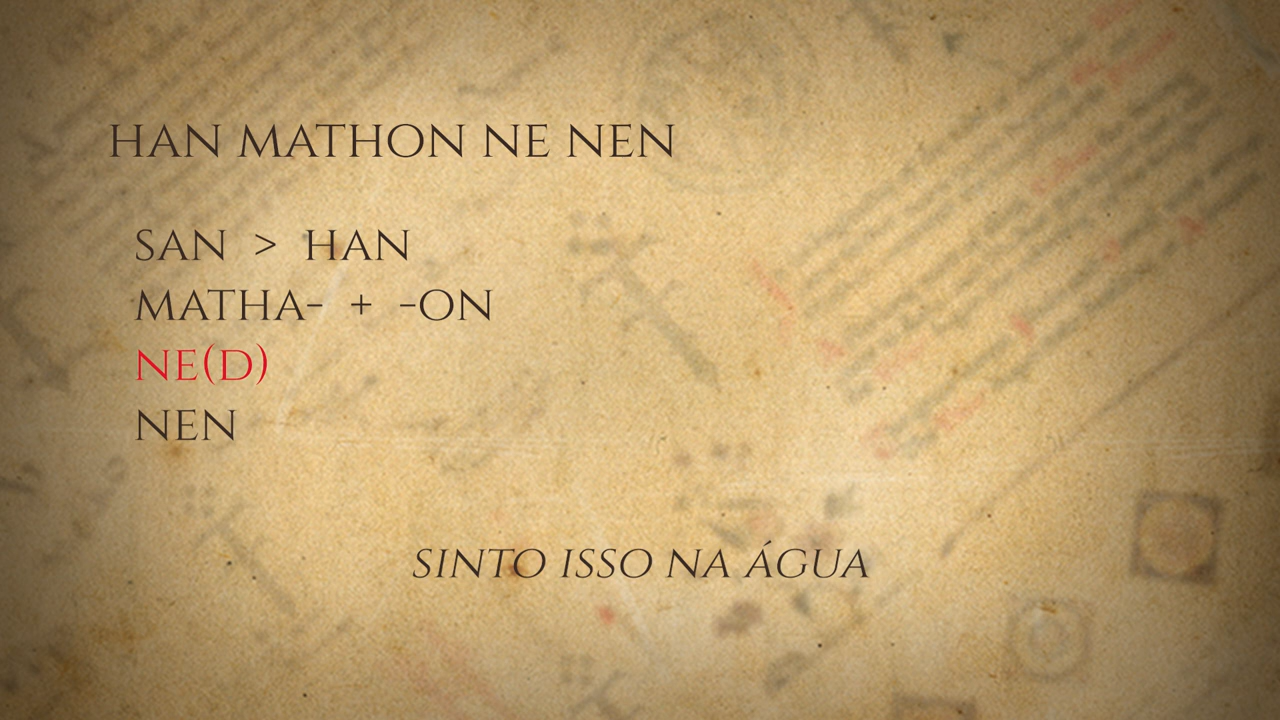 HAN MATHON NE NEN
SAN > HAN
MATHA- + -ON
NE(D)
NEN
SINTO ISSO NA ÁGUA